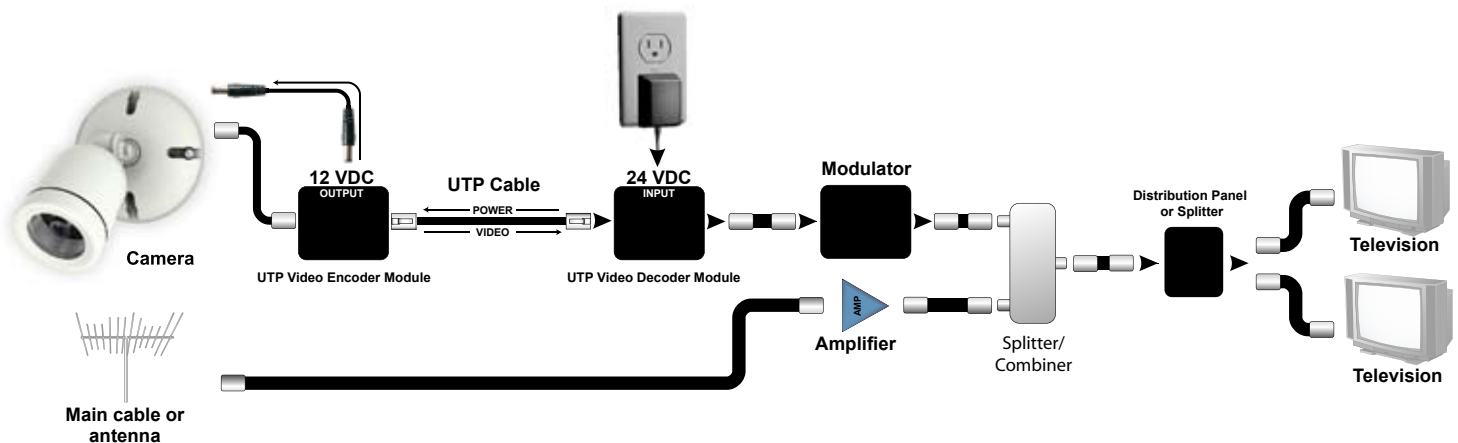 12 VDC
OUTPUT
UTP Cable
POWER
VIDEO
24 VDC
INPUT
Modulator
Distribution Panel
or Splitter
Television
Camera
UTP Video Encoder Module
UTP Video Decoder Module
AMP
Amplifier
Splitter/
Combiner
Television
Main cable or
antenna